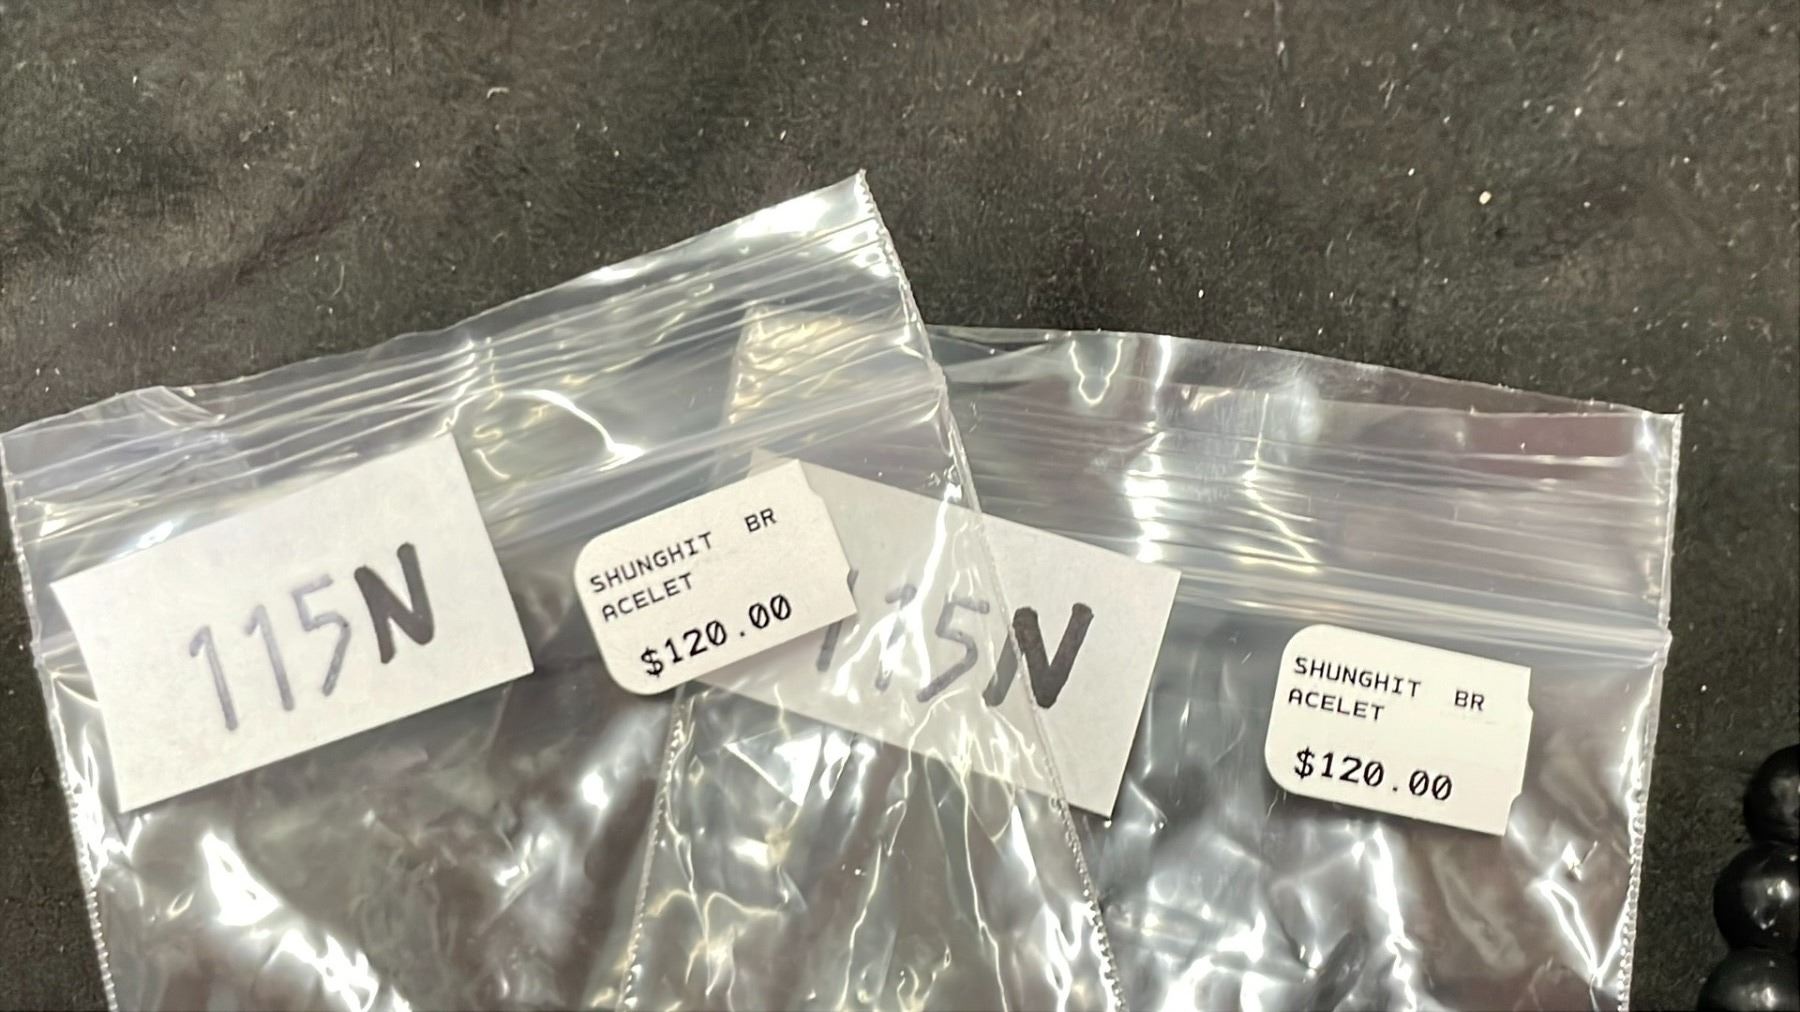 115N
SHUNGHIT BR
ACELET
$120.00
115N
SHUNGHIT BR
ACELET
$120.00